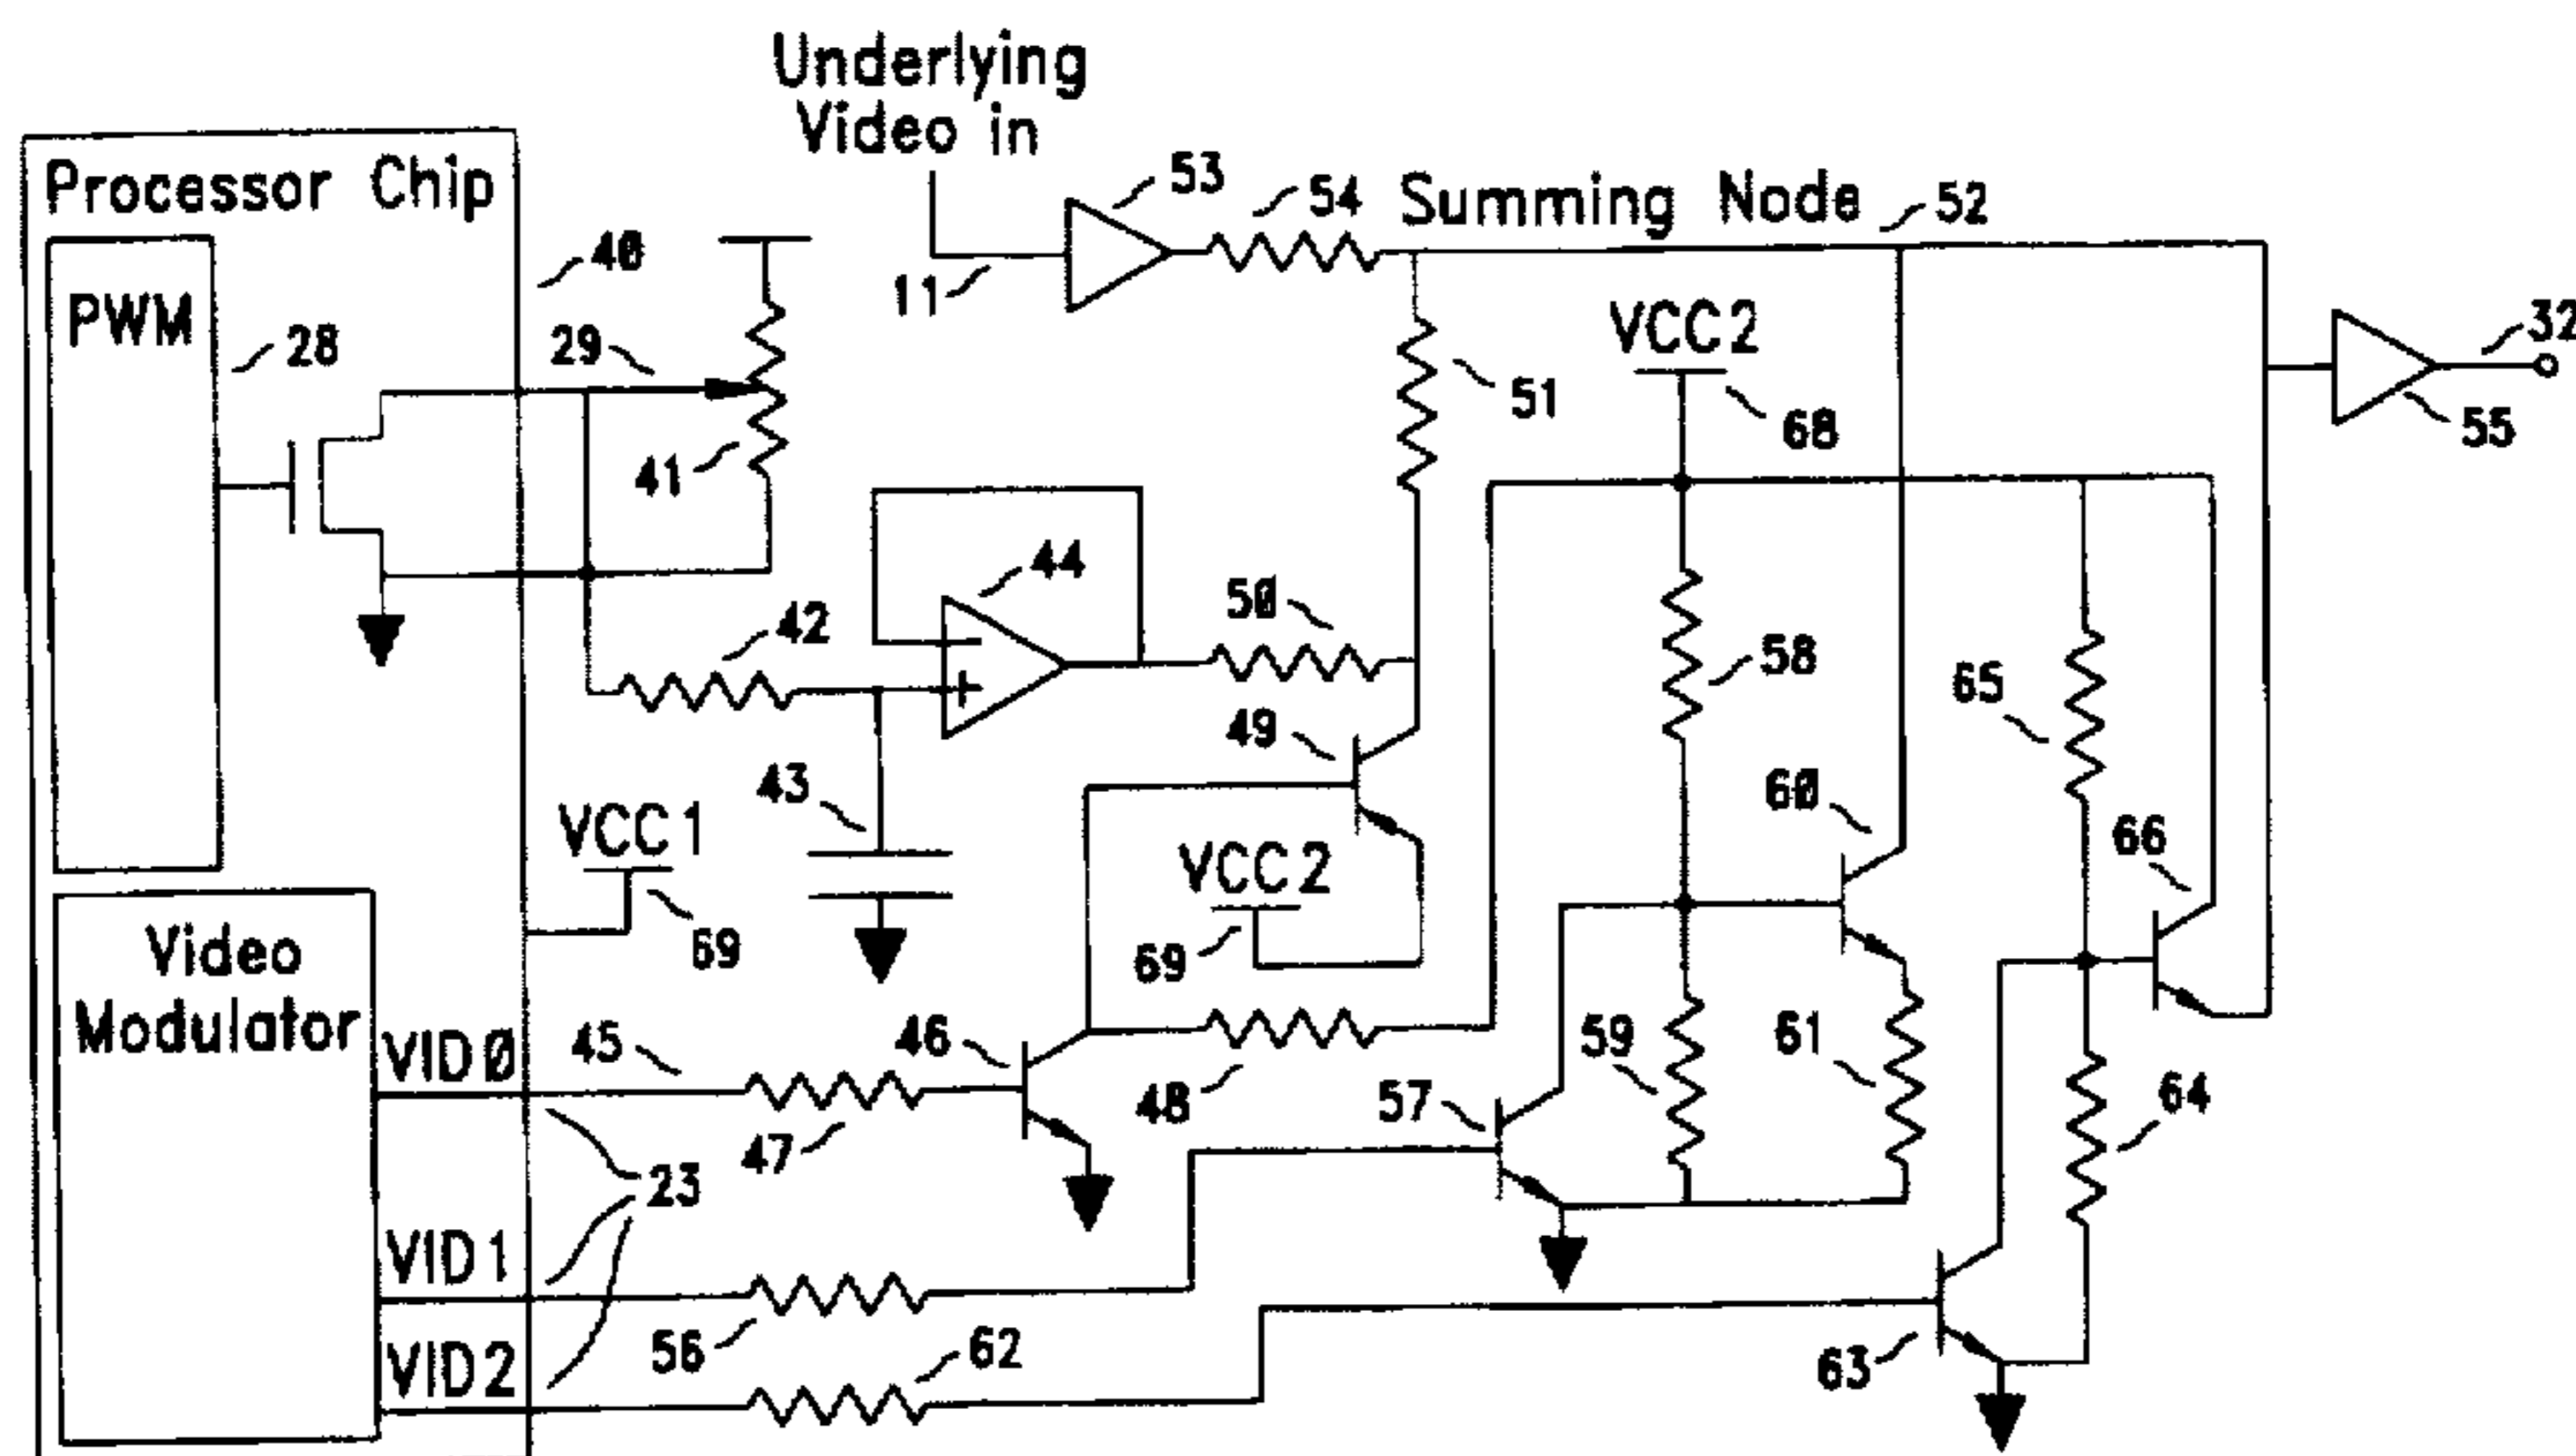 Underlying
Video in
Processor Chip
53
54
Summing Node
52
40
PWM
11
28
29
VCC2
32
51
68
55
41
44
50
42
58
65
49
43
60
VCC1
VCC2
66
69
69
Video
Modulator
VIDØ
45
46
59
61
48
57
64
47
23
VID1
56
62
63
VID2